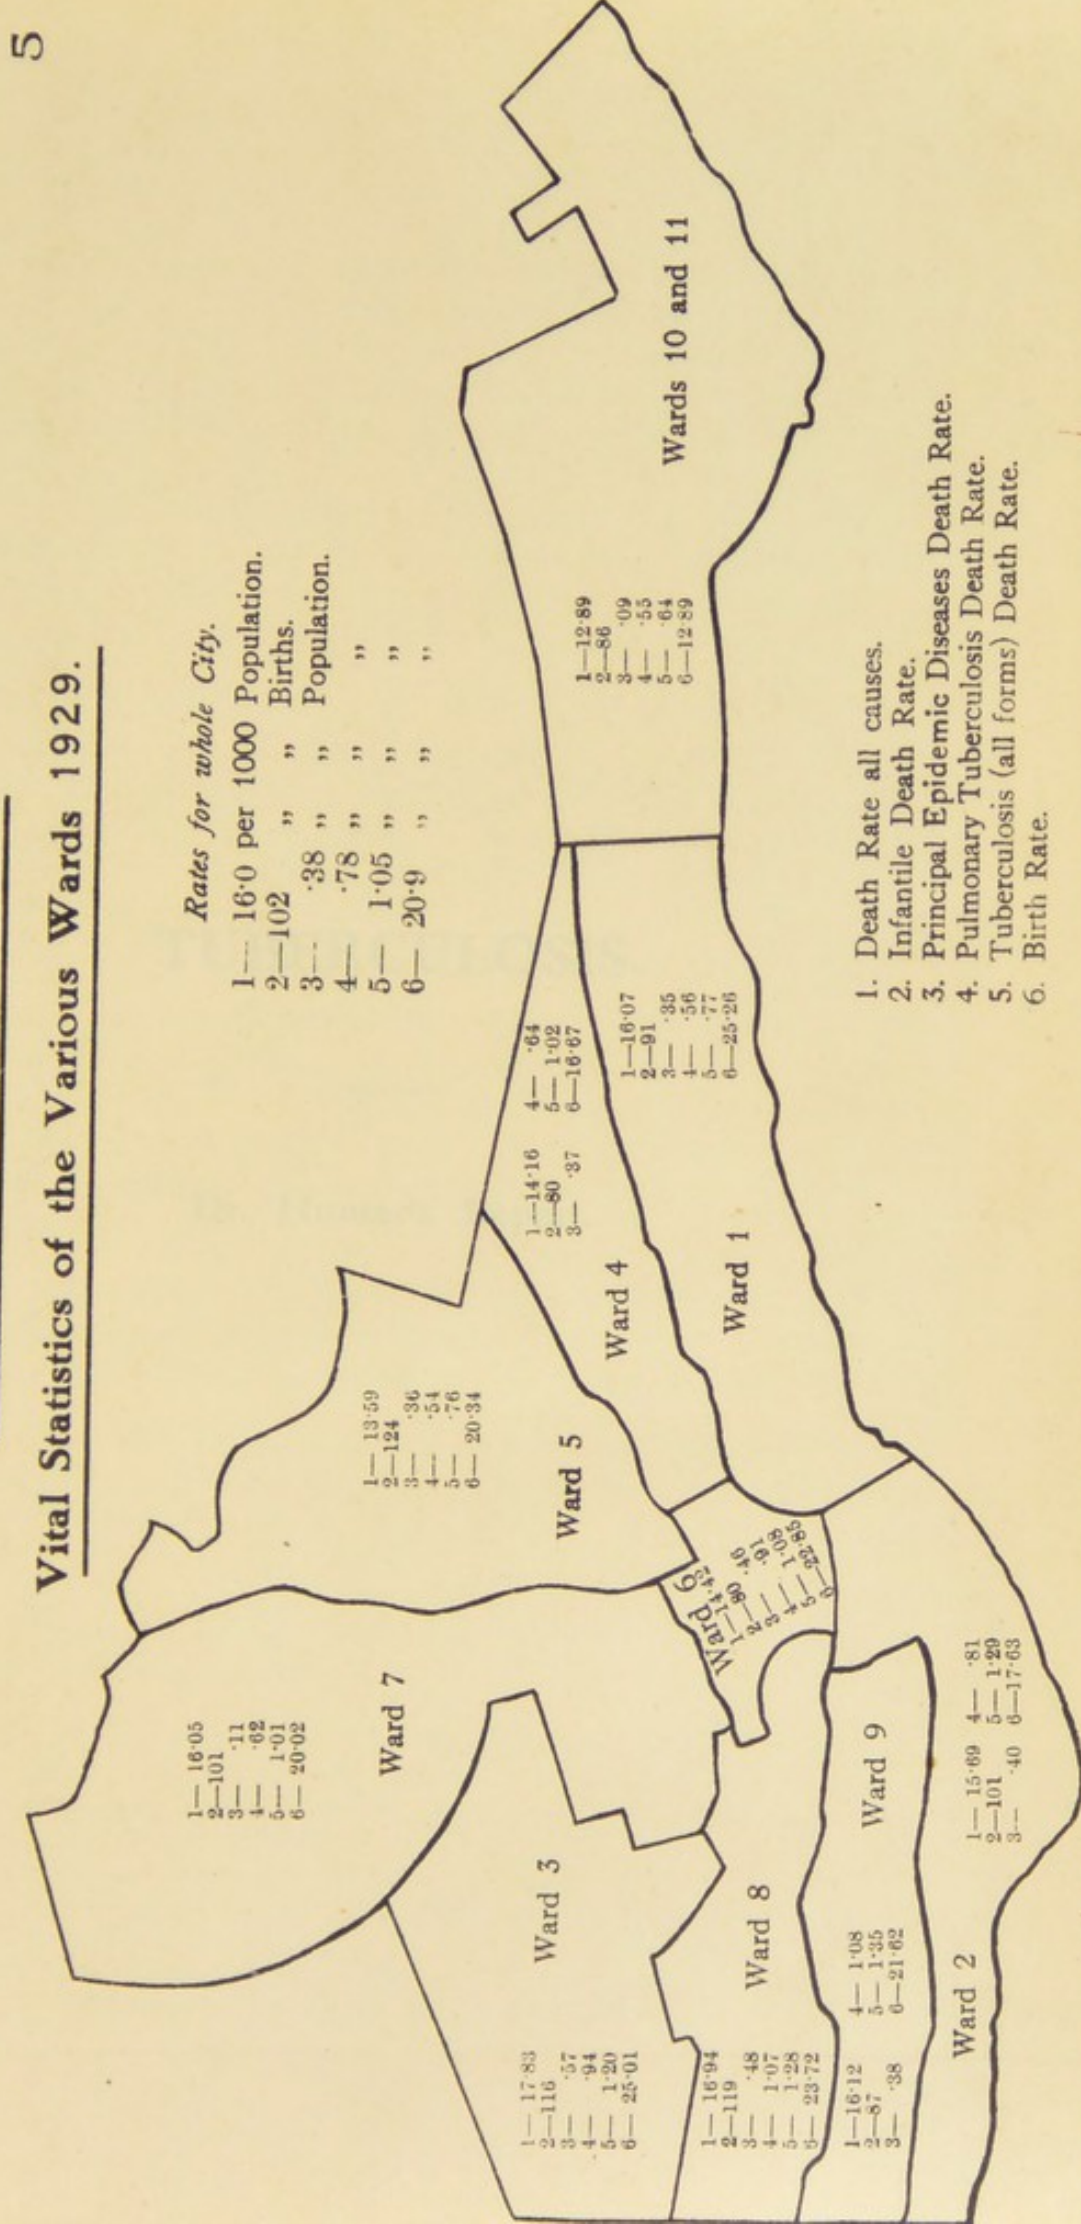 5
Vital Statistics of the Various Wards 1929.
Rates for whole City.
1— 16·0 per 1000 Population.
2—102 „ „ Births.
3— ·38 „ „ Population.
4— ·78 „ „ „
5— 1·05 „ „ „
6— 20·9 „ „ „
1— 16·05
2—101
3— ·11
4— ·62
5— 1·01
6— 20·02
Ward 7
1— 13·59
2—124
3— ·36
4— ·54
5— ·76
6— 20·34
Ward 5
1— 17·83
2—116
3— ·57
4— ·94
5— 1·20
6— 25·01
Ward 3
1—14·16
2—80
3— ·37
4— ·64
5— 1·02
6—16·67
Ward 4
1—12·89
2—86
3— ·09
4— ·55
5— ·64
6—12·89
Wards 10 and 11
1—16·07
2—91
3— ·35
4— ·56
5— ·77
6—25·26
Ward 1
Ward 6
1—14·42
2—80
3— ·46
4— ·91
5— 1·08
6—22·85
1— 16·94
2—119
3— ·48
4— 1·07
5— 1·28
6— 23·72
Ward 8
1—16·12
2—87
3— ·38
4— 1·08
5— 1·35
6—21·62
Ward 9
Ward 2
1— 15·69
2—101
3— ·40
4— ·81
5— 1·29
6—17·63
1. Death Rate all causes.
2. Infantile Death Rate.
3. Principal Epidemic Diseases Death Rate.
4. Pulmonary Tuberculosis Death Rate.
5. Tuberculosis (all forms) Death Rate.
6. Birth Rate.